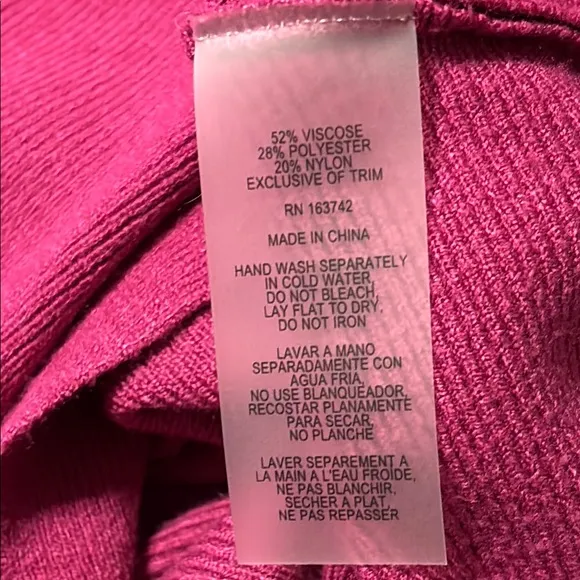 52% VISCOSE
28% POLYESTER
20% NYLON
EXCLUSIVE OF TRIM
RN 163742
MADE IN CHINA
HAND WASH SEPARATELY
IN COLD WATER,
DO NOT BLEACH,
LAY FLAT TO DRY,
DO NOT IRON
LAVAR A MANO
SEPARADAMENTE CON
AGUA FRIA,
NO USE BLANQUEADOR,
RECOSTAR PLANAMENTE
PARA SECAR,
NO PLANCHE
LAVER SEPAREMENT A
LA MAIN A L'EAU FROIDE,
NE PAS BLANCHIR,
SECHER A PLAT,
NE PAS REPASSER